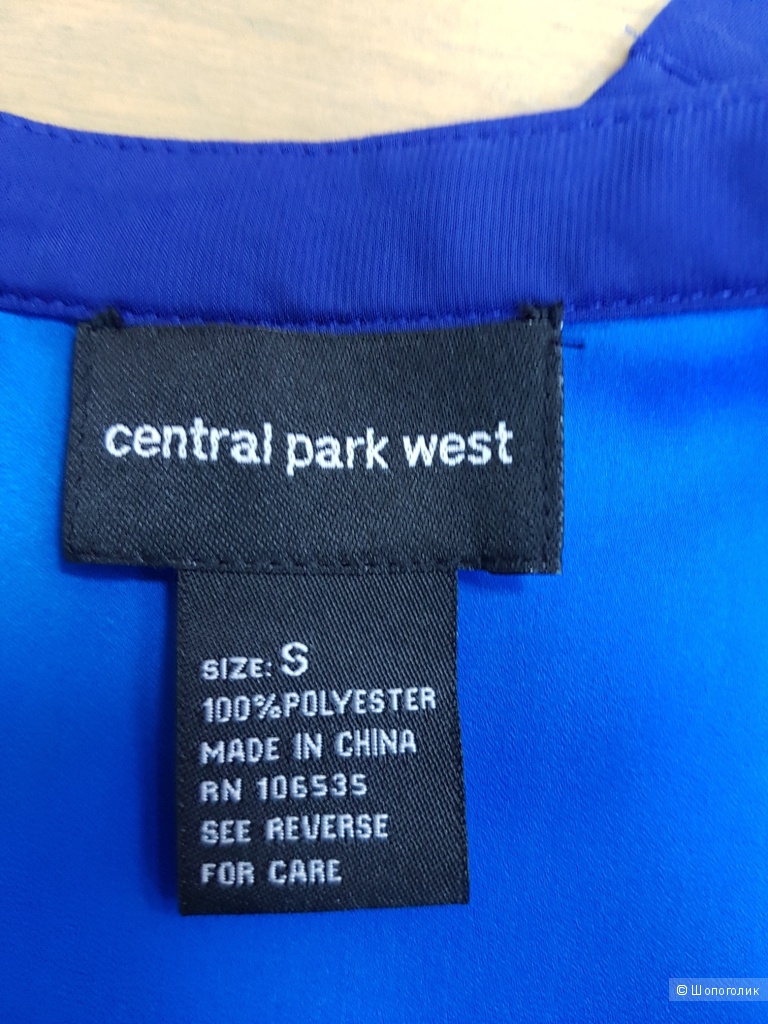 central park west
SIZE: S
100%POLYESTER
MADE IN CHINA
RN 106535
SEE REVERSE
FOR CARE
© Шопоголик